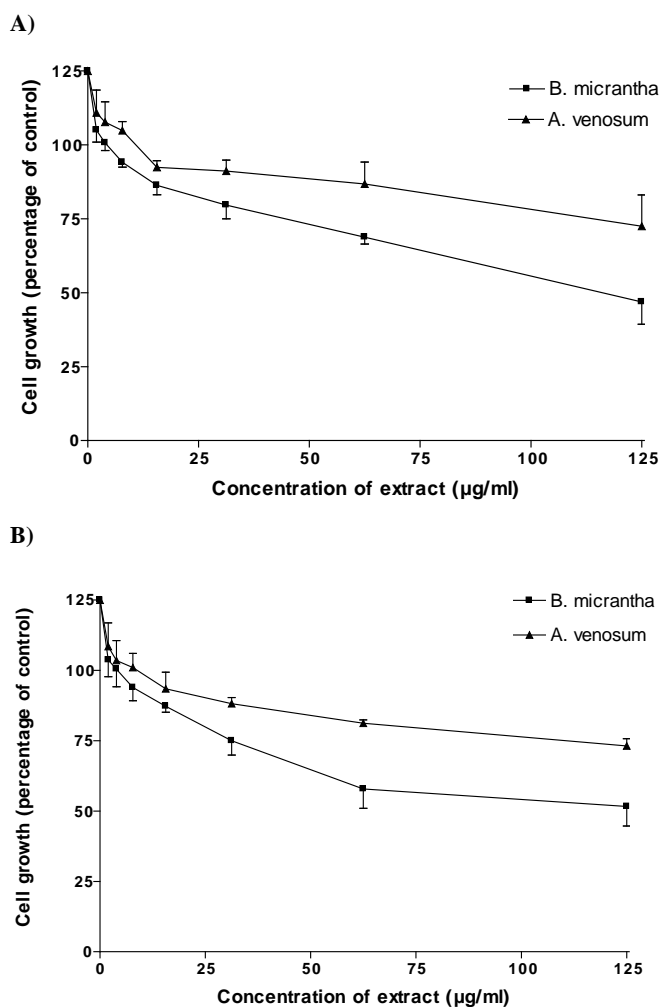 A)
125
100
75
50
25
0
Cell growth (percentage of control)
B. micrantha
A. venosum
0 25 50 75 100 125
Concentration of extract (µg/ml)
B)
125
100
75
50
25
0
Cell growth (percentage of control)
B. micrantha
A. venosum
0 25 50 75 100 125
Concentration of extract (µg/ml)